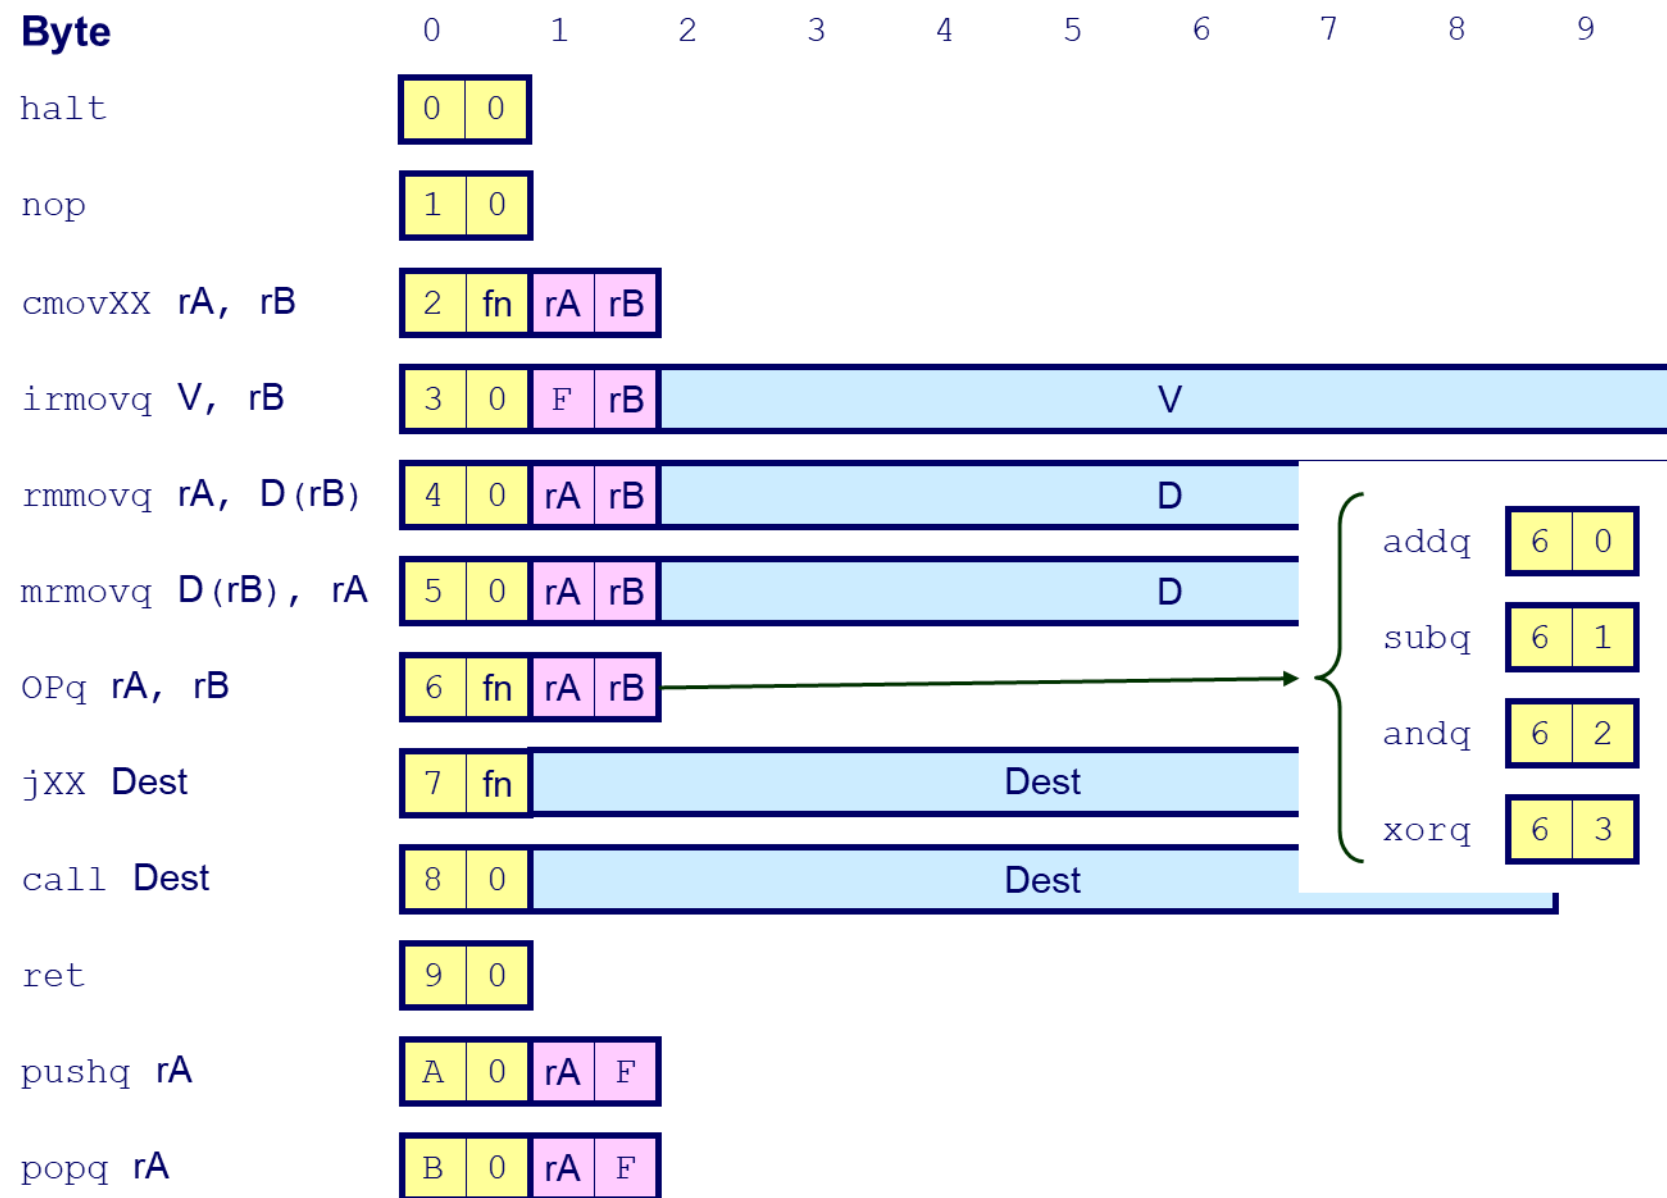 Byte 0 1 2 3 4 5 6 7 8 9
halt 0 0
nop 1 0
cmovXX rA, rB 2 fn rA rB
irmovq V, rB 3 0 F rB V
rmmovq rA, D(rB) 4 0 rA rB D
addq 6 0
mrmovq D(rB), rA 5 0 rA rB D
subq 6 1
OPq rA, rB 6 fn rA rB
andq 6 2
jXX Dest 7 fn Dest
xorq 6 3
call Dest 8 0 Dest
ret 9 0
pushq rA A 0 rA F
popq rA B 0 rA F